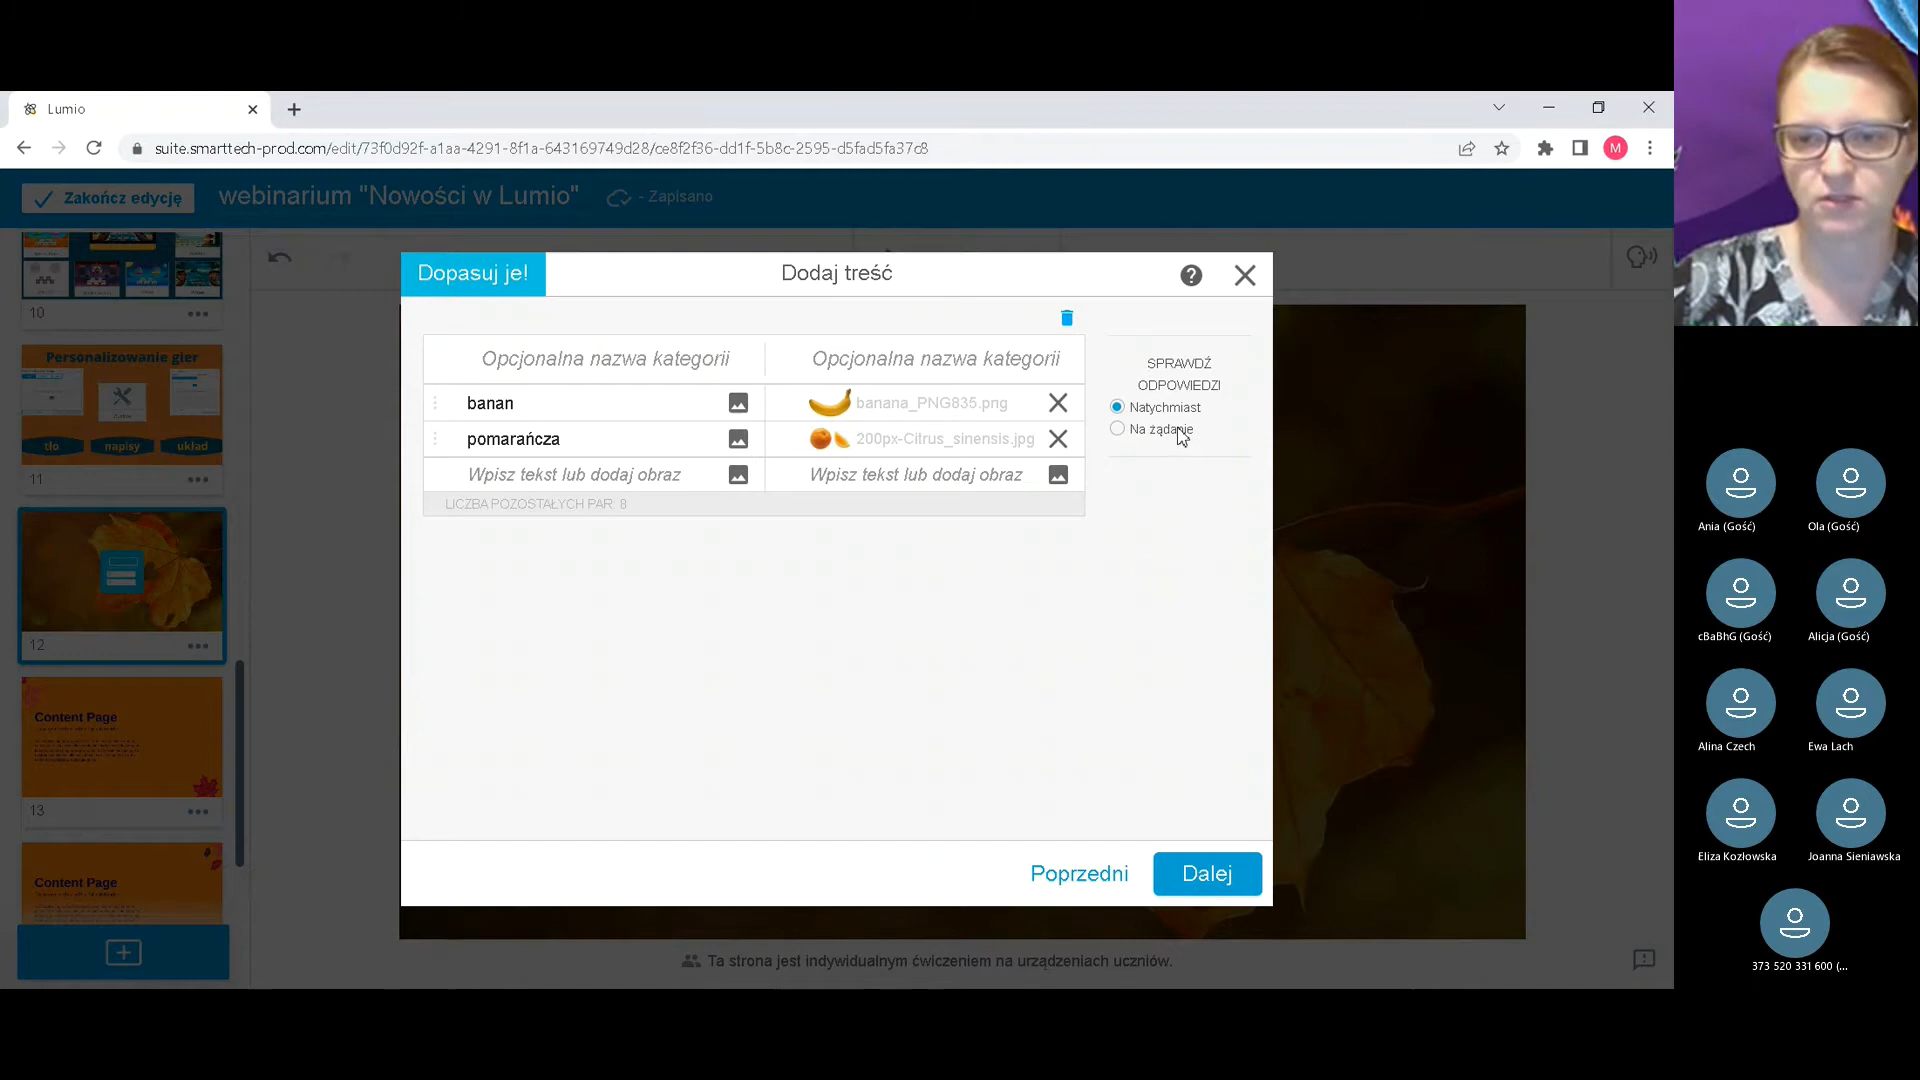 Lumio
suite.smarttech-prod.com/edit/73f0d92f-a1aa-4291-8f1a-643169749d28/ce8f2f36-dd1f-5b8c-2595-d5fad5fa37c8
M
Zakończ edycję
webinarium "Nowości w Lumio"
- Zapisano
10
Personalizowanie gier
tło
napisy
układ
11
12
Content Page
13
Content Page
Dopasuj je!
Dodaj treść
Opcjonalna nazwa kategorii
Opcjonalna nazwa kategorii
banan
banana_PNG835.png
pomarańcza
200px-Citrus_sinensis.jpg
Wpisz tekst lub dodaj obraz
Wpisz tekst lub dodaj obraz
LICZBA POZOSTAŁYCH PAR: 8
SPRAWDŹ
ODPOWIEDZI
Natychmiast
Na żądanie
Poprzedni
Dalej
Ta strona jest indywidualnym ćwiczeniem na urządzeniach uczniów.
Ania (Gość)
Ola (Gość)
cBaBhG (Gość)
Alicja (Gość)
Alina Czech
Ewa Lach
Eliza Kozłowska
Joanna Sieniawska
373 520 331 600 (...